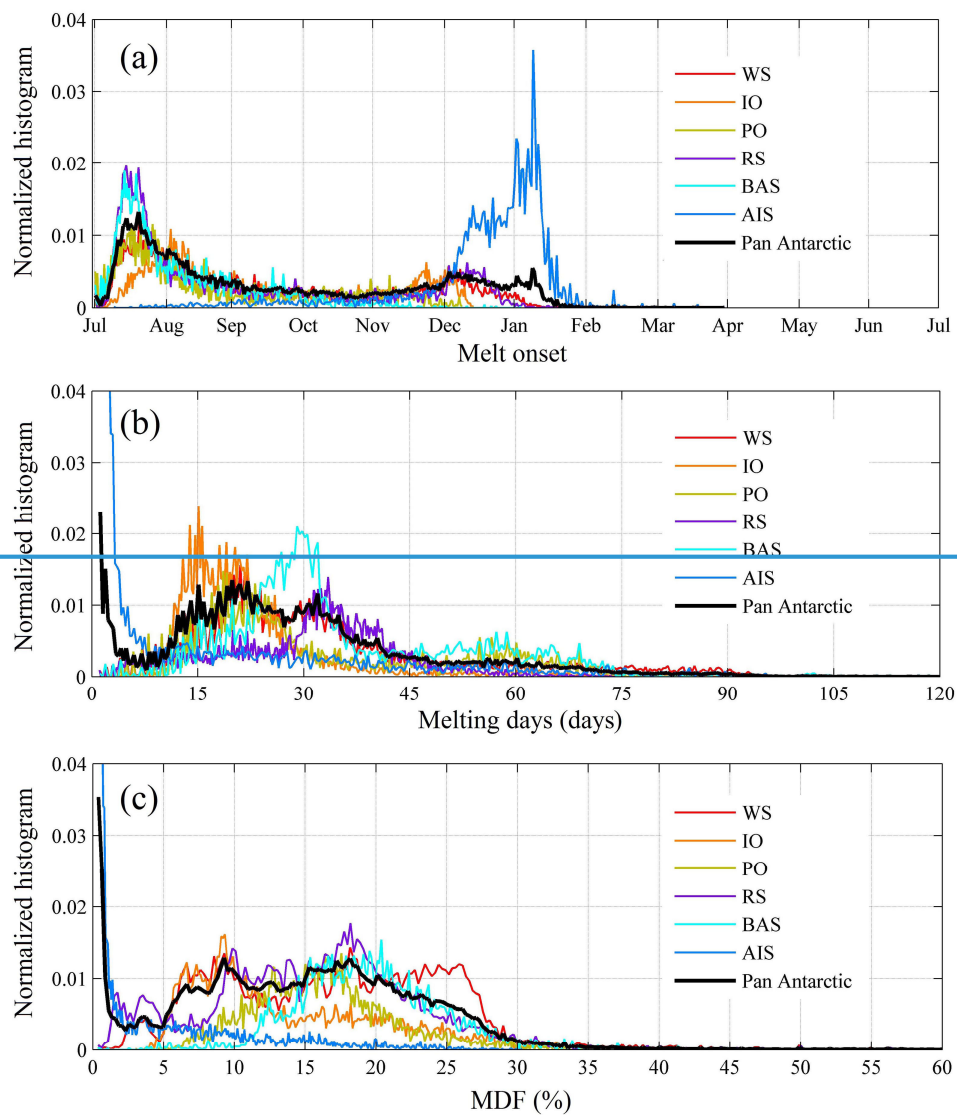 0.04
(a)
WS
IO
0.03
PO
RS
0.02
BAS
AIS
Pan Antarctic
0.01
0
Normalized histogram
Jul Aug Sep Oct Nov Dec Jan Feb Mar Apr May Jun Jul
Melt onset
0.04
(b)
WS
0.03
IO
PO
RS
0.02
BAS
AIS
0.01
Pan Antarctic
0
Normalized histogram
0 15 30 45 60 75 90 105 120
Melting days (days)
0.04
(c)
WS
IO
0.03
PO
RS
0.02
BAS
AIS
Pan Antarctic
0.01
0
Normalized histogram
0 5 10 15 20 25 30 35 40 45 50 55 60
MDF (%)